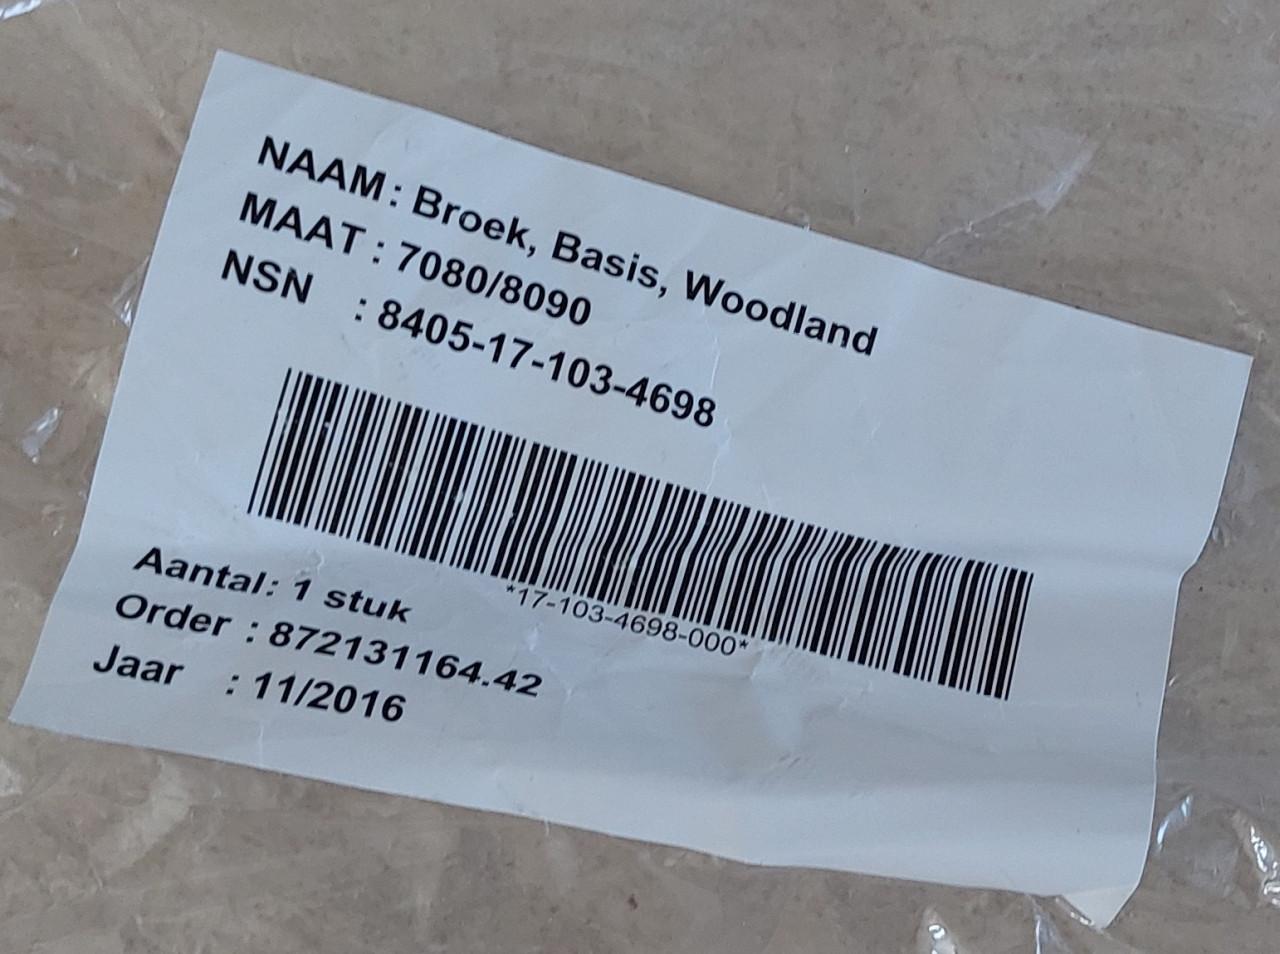 NAAM: Broek, Basis, Woodland
MAAT : 7080/8090
NSN : 8405-17-103-4698
*17-103-4698-000*
Aantal: 1 stuk
Order : 872131164.42
Jaar : 11/2016